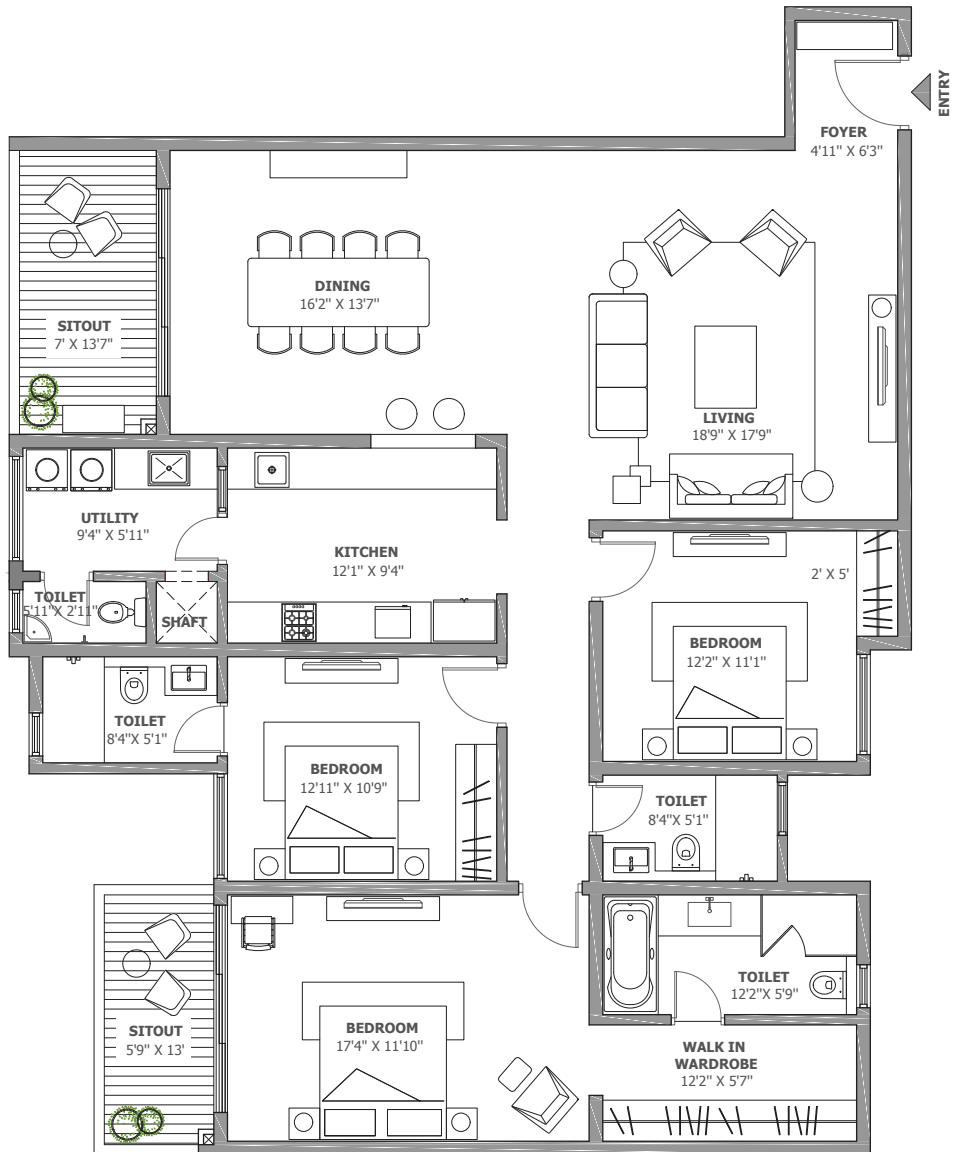 ENTRY
FOYER
4'11" X 6'3"
DINING
16'2" X 13'7"
SITOUT
7' X 13'7"
LIVING
18'9" X 17'9"
UTILITY
9'4" X 5'11"
KITCHEN
12'1" X 9'4"
2' X 5'
TOILET
5'11"X 2'11"
SHAFT
BEDROOM
12'2" X 11'1"
TOILET
8'4"X 5'1"
BEDROOM
12'11" X 10'9"
TOILET
8'4"X 5'1"
TOILET
12'2"X 5'9"
SITOUT
5'9" X 13'
BEDROOM
17'4" X 11'10"
WALK IN
WARDROBE
12'2" X 5'7"